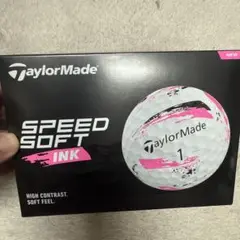 TaylorMade
SPEED
SOFT
INK
TaylorMade
1
HIGH CONTRAST.
SOFT FEEL.